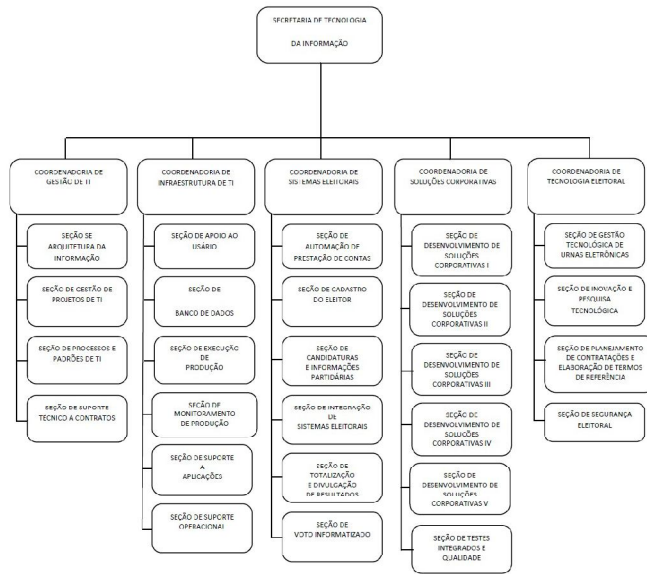 SECRETARIA DE TECNOLOGIA
DA INFORMAÇÃO
COORDENADORIA DE
GESTÃO DE TI
SEÇÃO SE
ARQUITETURA DA
INFORMAÇÃO
SEÇÃO DE GESTÃO DE
PROJETOS DE TI
SEÇÃO DE PROCESSOS E
PADRÕES DE TI
SEÇÃO DE SUPORTE
TÉCNICO A CONTRATOS
COORDENADORIA DE
INFRAESTRUTURA DE TI
SEÇÃO DE APOIO AO
USÁRIO
SEÇÃO DE
BANCO DE DADOS
SEÇÃO DE EXECUÇÃO
DE
PRODUÇÃO
SEÇÃO DE
MONITORAMENTO
DE PRODUÇÃO
SEÇÃO DE SUPORTE
A
APLICAÇÕES
SEÇÃO DE SUPORTE
OPERACIONAL
COORDENADORIA DE
SISTEMAS ELEITORAIS
SEÇÃO DE
AUTOMAÇÃO DE
PRESTAÇÃO DE CONTAS
SEÇÃO DE CADASTRO
DO ELEITOR
SEÇÃO DE
CANDIDATURAS
E INFORMAÇÕES
PARTIDÁRIAS
SEÇÃO DE INTEGRAÇÃO
DE
SISTEMAS ELEITORAIS
SEÇÃO DE
TOTALIZAÇÃO
E DIVULGAÇÃO
DE RESULTADOS
SEÇÃO DE
VOTO INFORMATIZADO
COORDENADORIA DE
SOLUÇÕES CORPORATIVAS
SEÇÃO DE
DESENVOLVIMENTO DE
SOLUÇÕES
CORPORATIVAS I
SEÇÃO DE
DESENVOLVIMENTO DE
SOLUÇÕES
CORPORATIVAS II
SEÇÃO DE
DESENVOLVIMENTO DE
SOLUÇÕES
CORPORATIVAS III
SEÇÃO DE
DESENVOLVIMENTO DE
SOLUÇÕES
CORPORATIVAS IV
SEÇÃO DE
DESENVOLVIMENTO DE
SOLUÇÕES
CORPORATIVAS V
SEÇÃO DE TESTES
INTEGRADOS E
QUALIDADE
COORDENADORIA DE
TECNOLOGIA ELEITORAL
SEÇÃO DE GESTÃO
TECNOLÓGICA DE
URNAS ELETRÔNICAS
SEÇÃO DE INOVAÇÃO E
PESQUISA
TECNOLÓGICA
SEÇÃO DE PLANEJAMENTO
DE CONTRATAÇÕES E
ELABORAÇÃO DE TERMOS
DE REFERÊNCIA
SEÇÃO DE SEGURANÇA
ELEITORAL